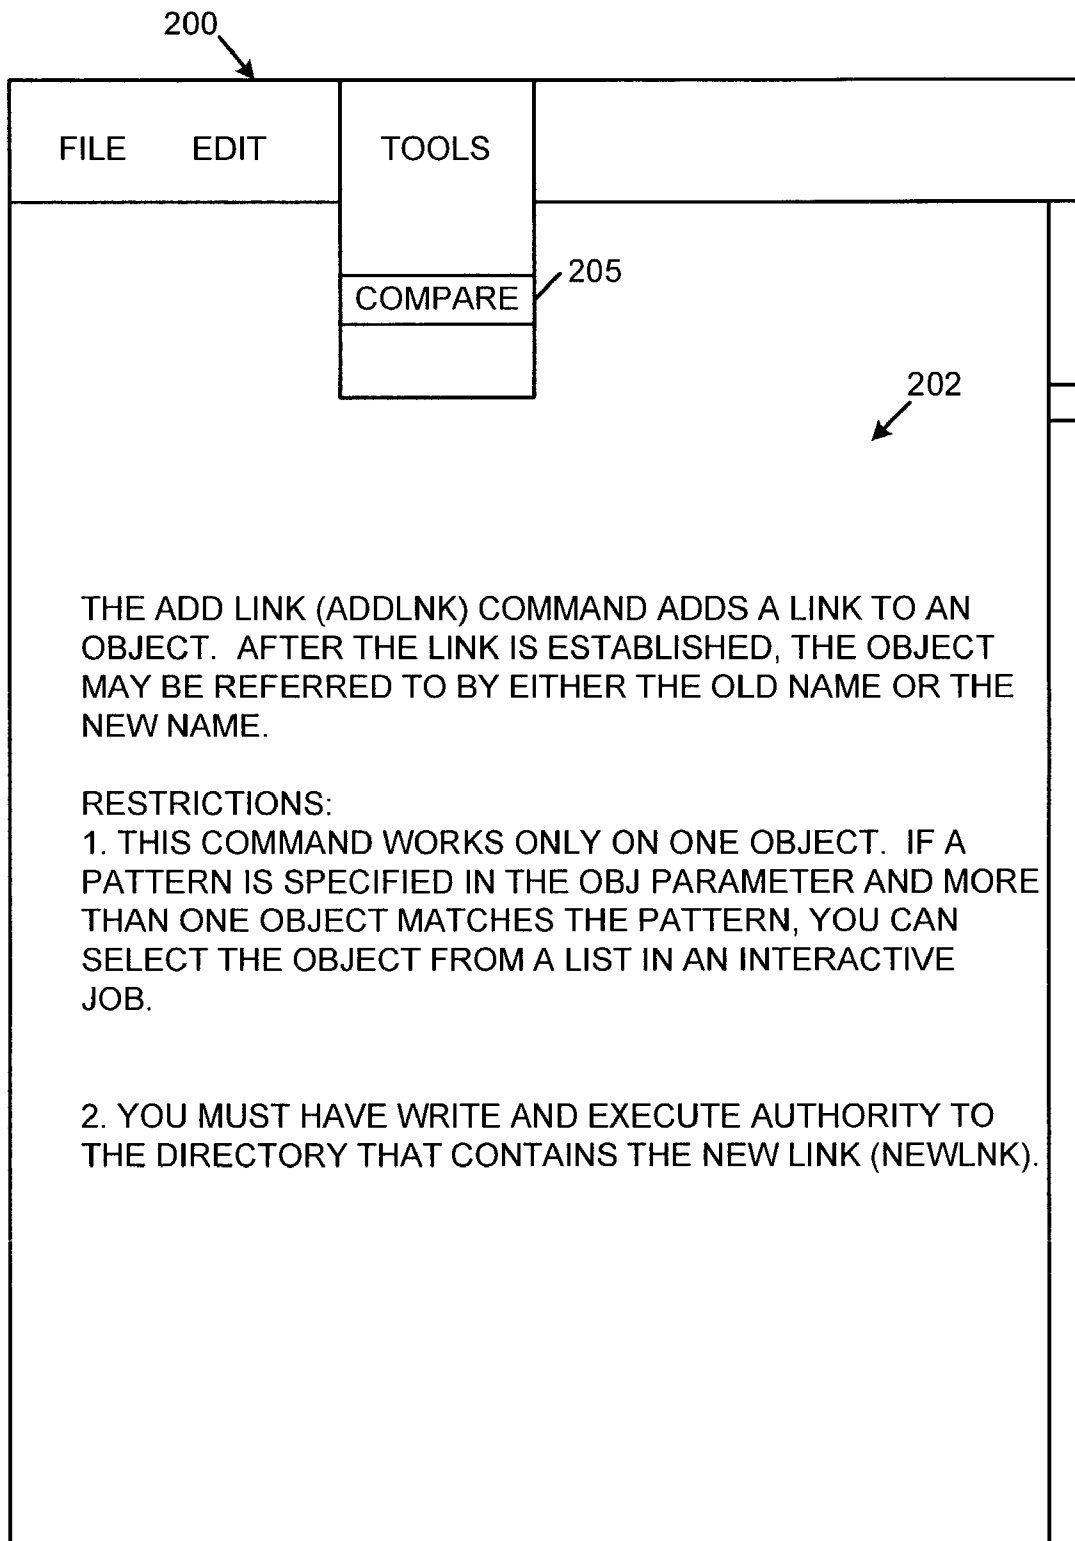 200
FILE EDIT TOOLS
COMPARE
205
202
THE ADD LINK (ADDLNK) COMMAND ADDS A LINK TO AN
OBJECT. AFTER THE LINK IS ESTABLISHED, THE OBJECT
MAY BE REFERRED TO BY EITHER THE OLD NAME OR THE
NEW NAME.
RESTRICTIONS:
1. THIS COMMAND WORKS ONLY ON ONE OBJECT. IF A
PATTERN IS SPECIFIED IN THE OBJ PARAMETER AND MORE
THAN ONE OBJECT MATCHES THE PATTERN, YOU CAN
SELECT THE OBJECT FROM A LIST IN AN INTERACTIVE
JOB.
2. YOU MUST HAVE WRITE AND EXECUTE AUTHORITY TO
THE DIRECTORY THAT CONTAINS THE NEW LINK (NEWLNK).